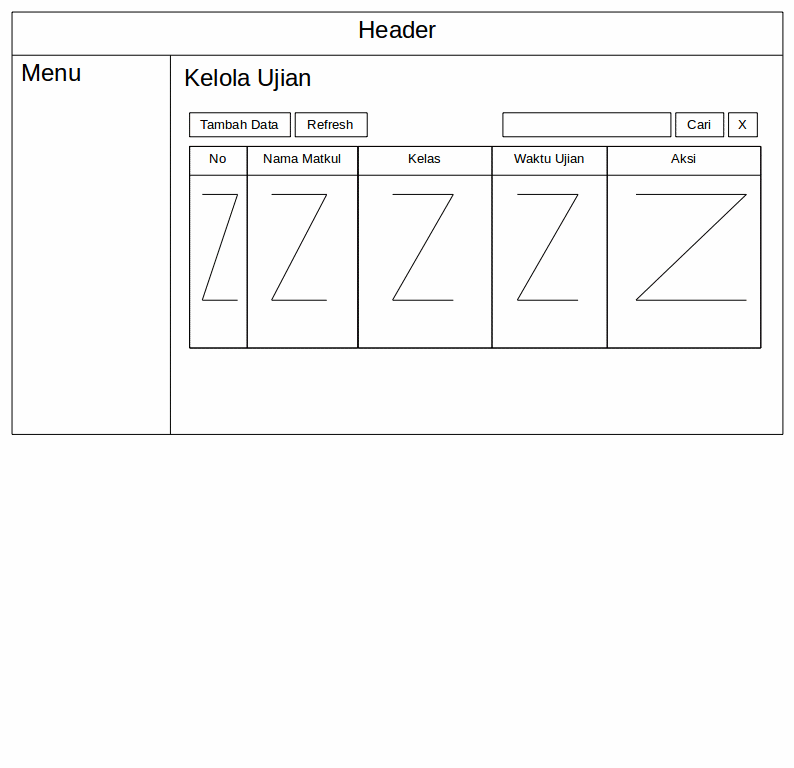 Header
Menu
Kelola Ujian
Tambah Data Refresh Cari X
No Nama Matkul Kelas Waktu Ujian Aksi